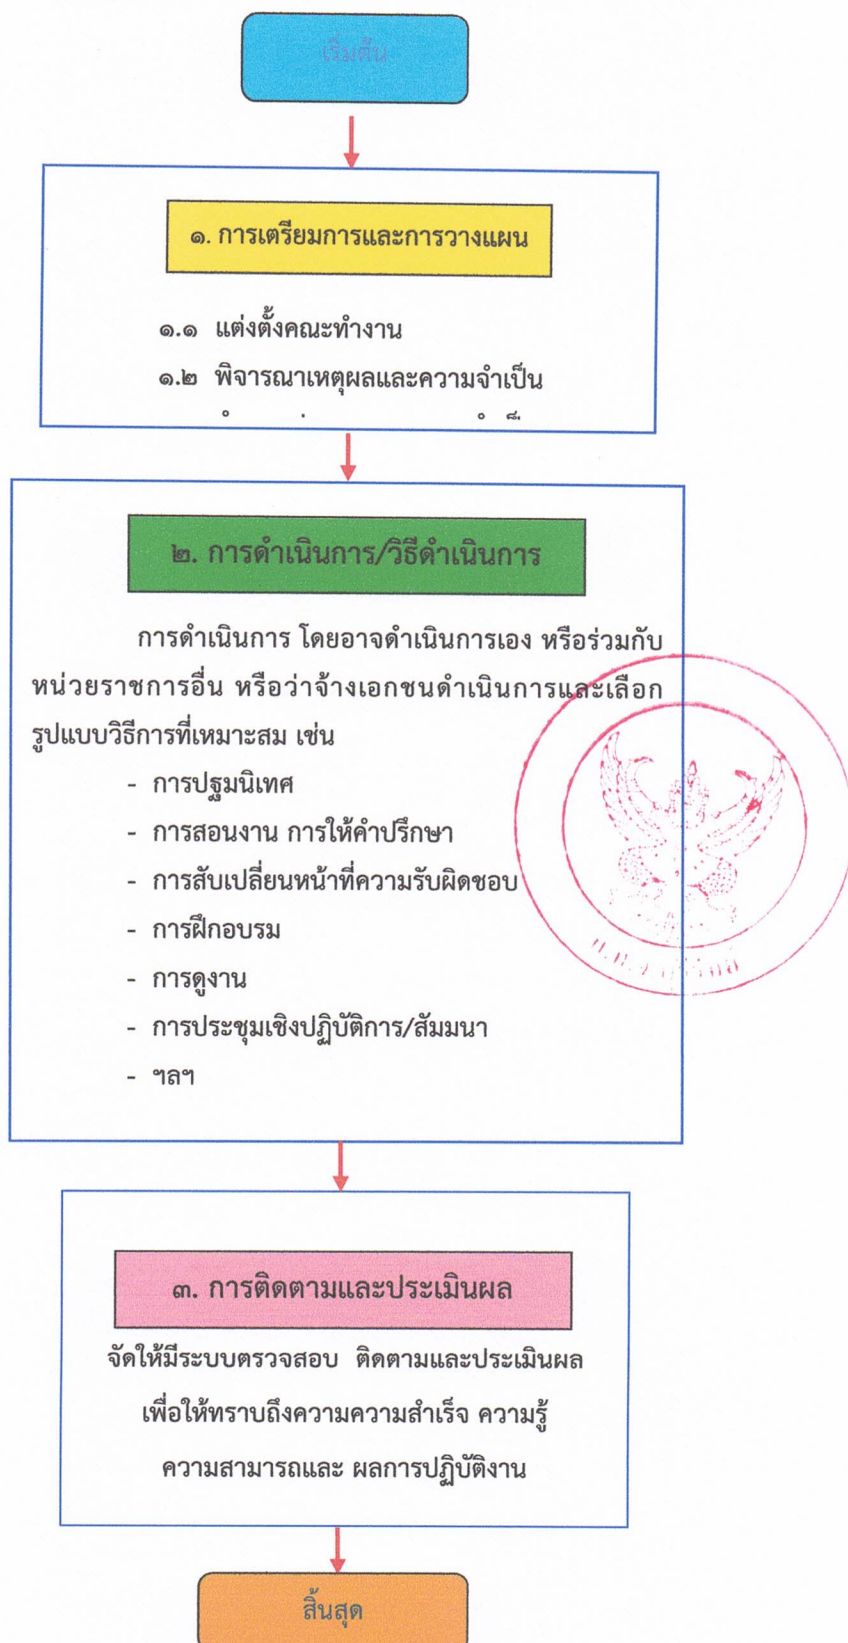 เริ่มต้น
๑. การเตรียมการและการวางแผน
๑.๑ แต่งตั้งคณะทำงาน
๑.๒ พิจารณาเหตุผลและความจำเป็น
๒. การดำเนินการ/วิธีดำเนินการ
การดำเนินการ โดยอาจดำเนินการเอง หรือร่วมกับ
หน่วยราชการอื่น หรือว่าจ้างเอกชนดำเนินการและเลือก
รูปแบบวิธีการที่เหมาะสม เช่น
- การปฐมนิเทศ
- การสอนงาน การให้คำปรึกษา
- การสับเปลี่ยนหน้าที่ความรับผิดชอบ
- การฝึกอบรม
- การดูงาน
- การประชุมเชิงปฏิบัติการ/สัมมนา
- ฯลฯ
๓. การติดตามและประเมินผล
จัดให้มีระบบตรวจสอบ ติดตามและประเมินผล
เพื่อให้ทราบถึงความความสำเร็จ ความรู้
ความสามารถและ ผลการปฏิบัติงาน
สิ้นสุด